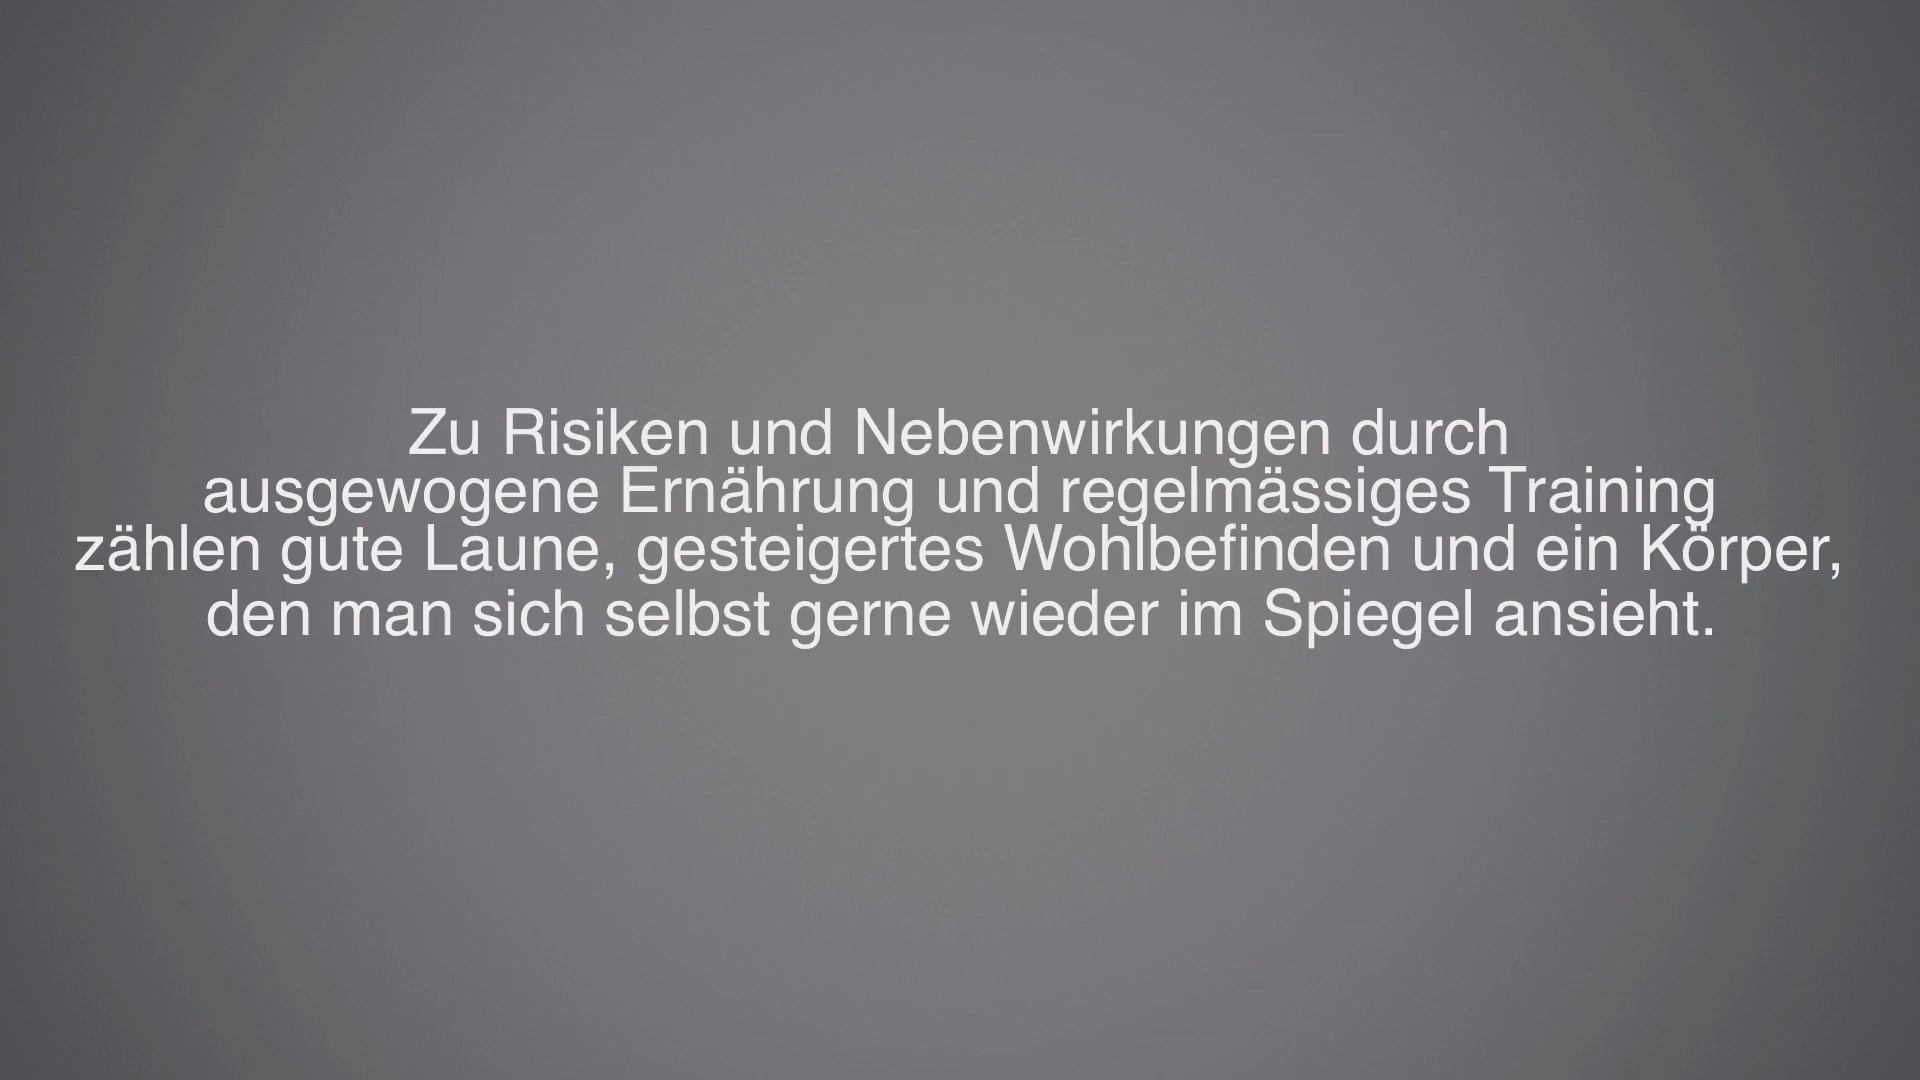 Zu Risiken und Nebenwirkungen durch
ausgewogene Ernährung und regelmässiges Training
zählen gute Laune, gesteigertes Wohlbefinden und ein Körper,
den man sich selbst gerne wieder im Spiegel ansieht.